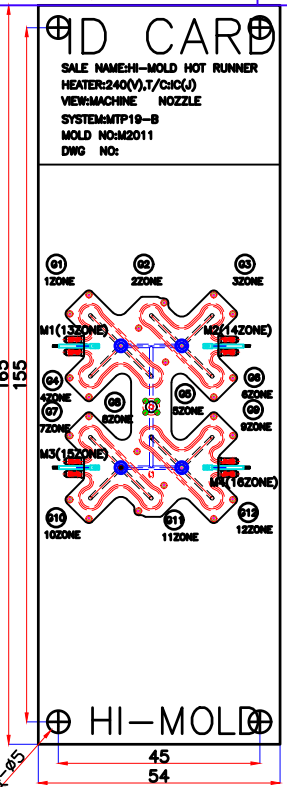 ID CARD
SALE NAME:HI-MOLD HOT RUNNER
HEATER:240(V),T/C:IC(J)
VIEW:MACHINE NOZZLE
SYSTEM:MTP19-B
MOLD NO:M2011
DWG NO:
G1 G2 G3
1ZONE 2ZONE 3ZONE
M1(13ZONE) M2(14ZONE)
165
155
G4 G5 G6
4ZONE 5ZONE 6ZONE
G7 G8 G9
7ZONE 8ZONE 9ZONE
M3(15ZONE)
M4(16ZONE)
G10 G11 G12
10ZONE 11ZONE 12ZONE
HI-MOLD
-ø5
45
54